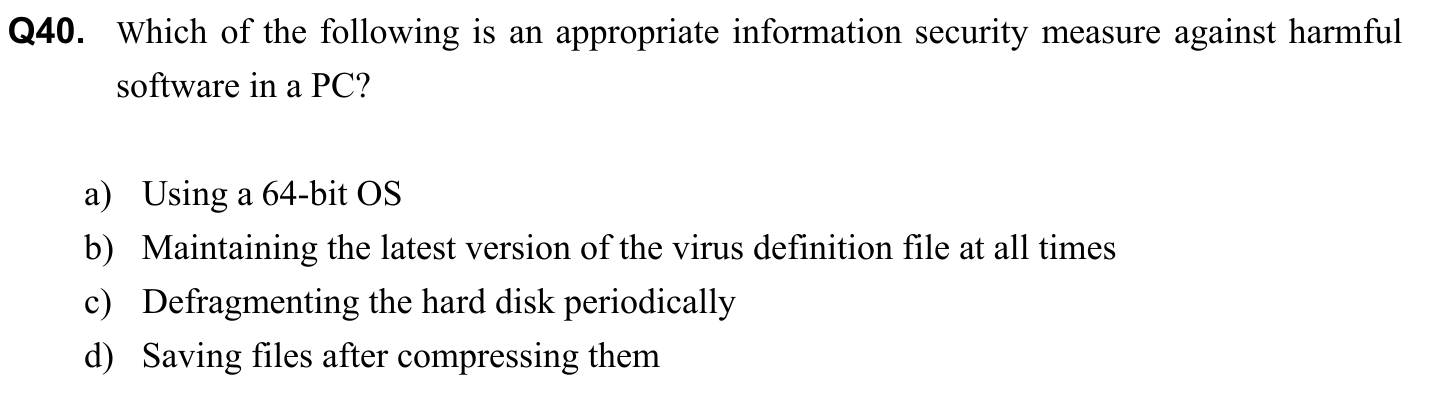 Q40. Which of the following is an appropriate information security measure against harmful
software in a PC?
a) Using a 64-bit OS
b) Maintaining the latest version of the virus definition file at all times
c) Defragmenting the hard disk periodically
d) Saving files after compressing them